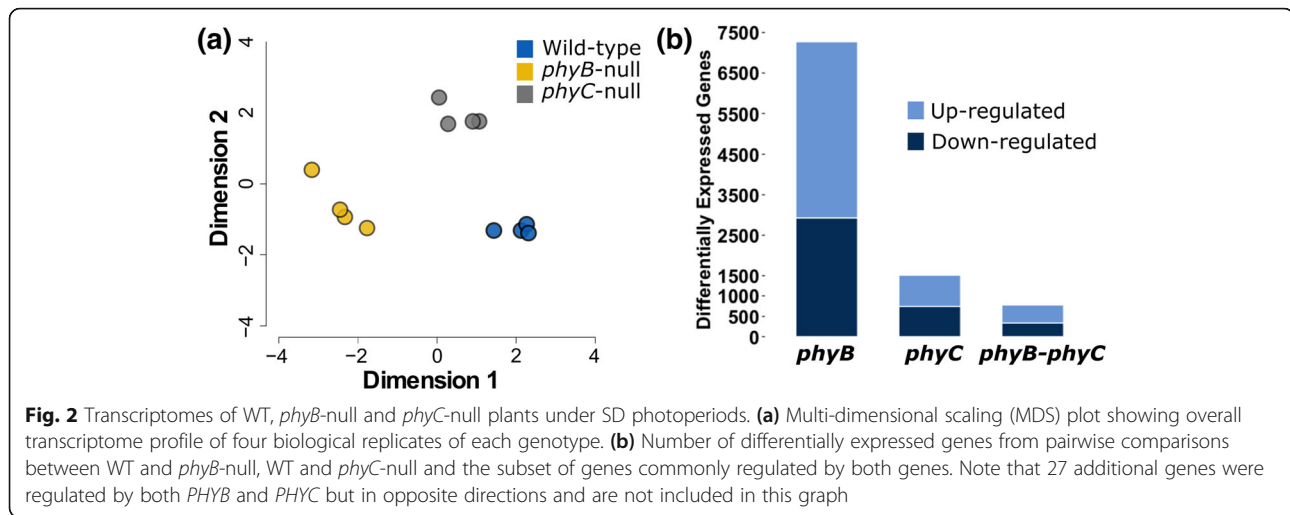 (a)
4
2
0
−2
−4
Dimension 2
Wild-type
phyB-null
phyC-null
−4 −2 0 2 4
Dimension 1
(b)
7500
6500
5500
4500
3500
2500
1500
1000
500
0
Differentially Expressed Genes
Up-regulated
Down-regulated
phyB phyC phyB-phyC
Fig. 2 Transcriptomes of WT, phyB-null and phyC-null plants under SD photoperiods. (a) Multi-dimensional scaling (MDS) plot showing overall
transcriptome profile of four biological replicates of each genotype. (b) Number of differentially expressed genes from pairwise comparisons
between WT and phyB-null, WT and phyC-null and the subset of genes commonly regulated by both genes. Note that 27 additional genes were
regulated by both PHYB and PHYC but in opposite directions and are not included in this graph